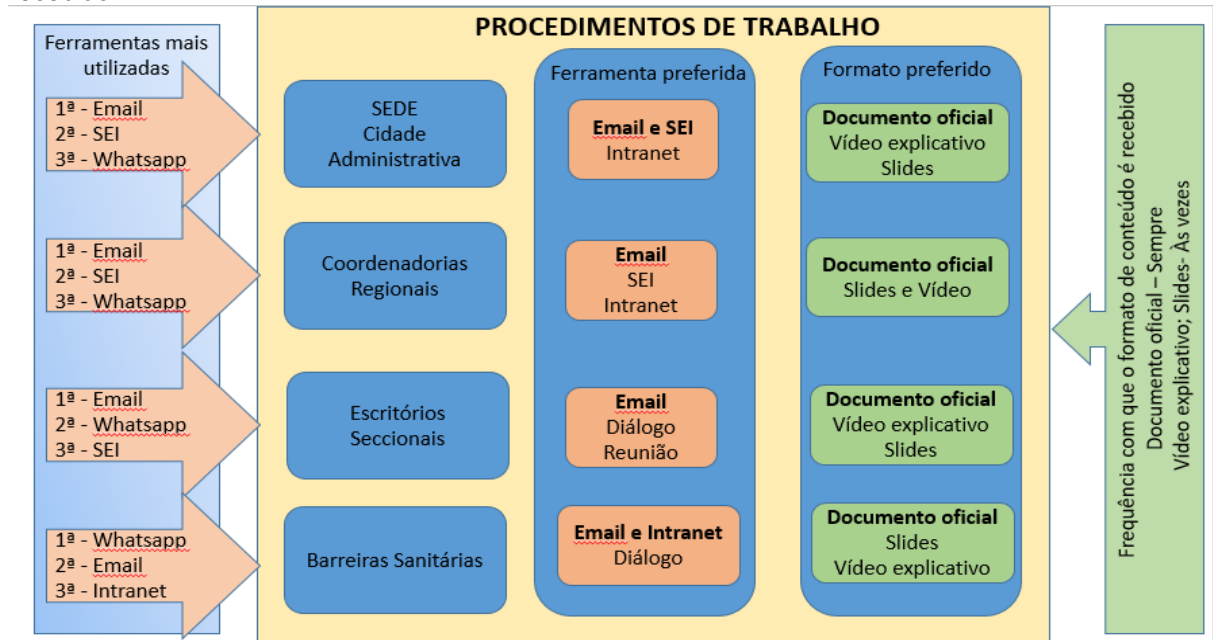 PROCEDIMENTOS DE TRABALHO
Ferramentas mais
utilizadas
Ferramenta preferida
Formato preferido
1ª - Email
2ª - SEI
3ª - Whatsapp
SEDE
Cidade
Administrativa
Email e SEI
Intranet
Documento oficial
Vídeo explicativo
Slides
1ª - Email
2ª - SEI
3ª - Whatsapp
Coordenadorias
Regionais
Email
SEI
Intranet
Documento oficial
Slides e Vídeo
1ª - Email
2ª - Whatsapp
3ª - SEI
Escritórios
Seccionais
Email
Diálogo
Reunião
Documento oficial
Vídeo explicativo
Slides
1ª - Whatsapp
2ª - Email
3ª - Intranet
Barreiras Sanitárias
Email e Intranet
Diálogo
Documento oficial
Slides
Vídeo explicativo
Frequência com que o formato de conteúdo é recebido
Documento oficial – Sempre
Vídeo explicativo; Slides- Às vezes